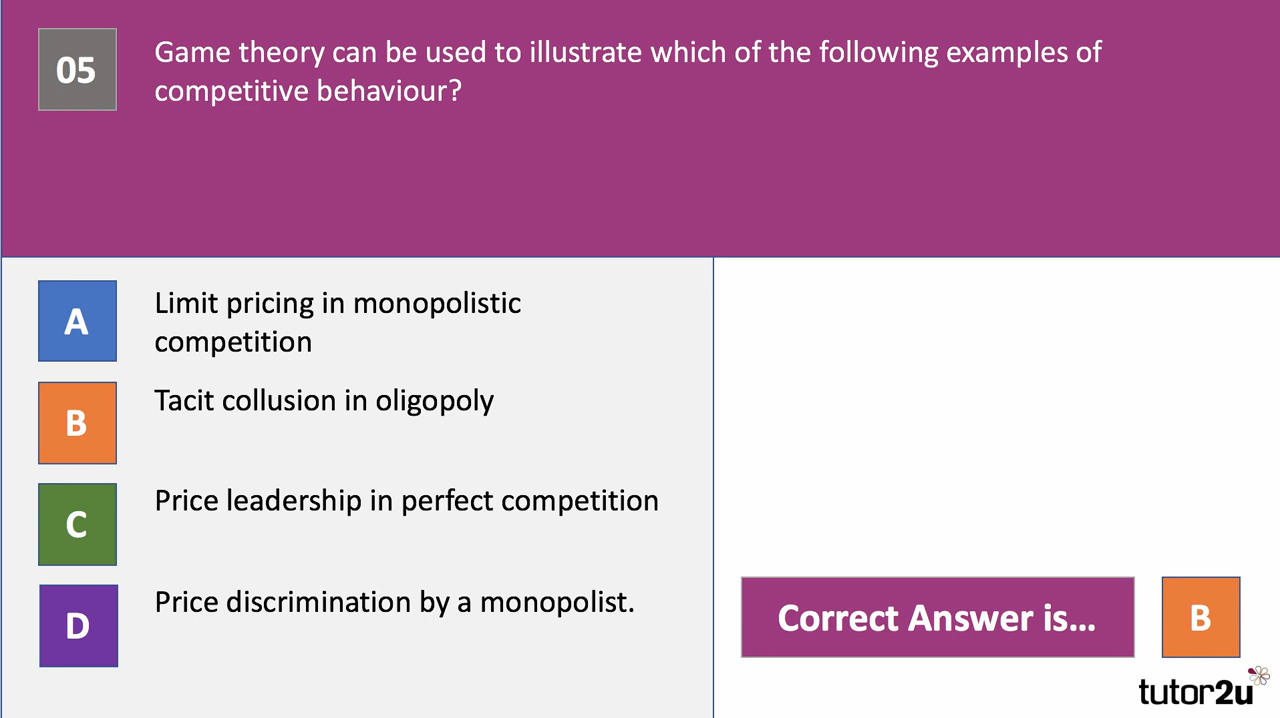 05
Game theory can be used to illustrate which of the following examples of
competitive behaviour?
A
Limit pricing in monopolistic
competition
B
Tacit collusion in oligopoly
C
Price leadership in perfect competition
D
Price discrimination by a monopolist.
Correct Answer is...
B
tutor2u